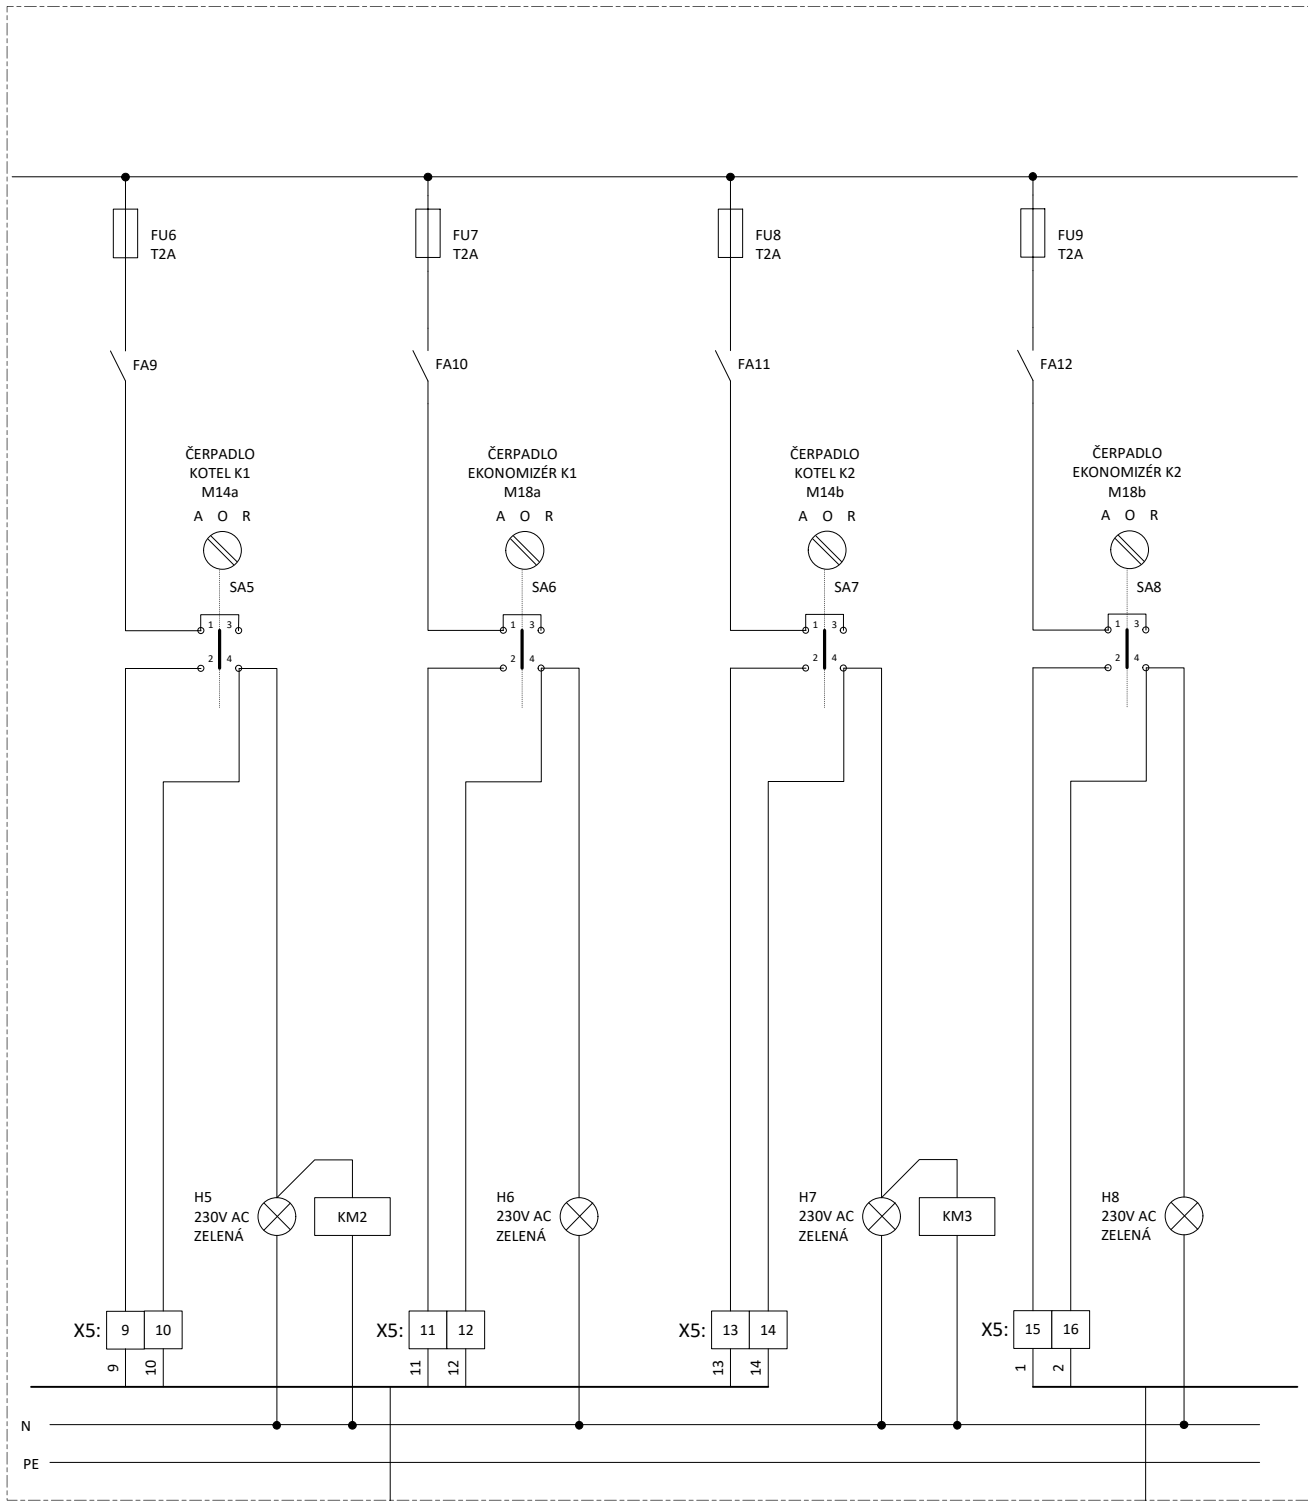 FU6
T2A
FU7
T2A
FU8
T2A
FU9
T2A
FA9
FA10
FA11
FA12
ČERPADLO
KOTEL K1
M14a
A O R
SA5
1 3
2 4
ČERPADLO
EKONOMIZÉR K1
M18a
A O R
SA6
1 3
2 4
ČERPADLO
KOTEL K2
M14b
A O R
SA7
1 3
2 4
ČERPADLO
EKONOMIZÉR K2
M18b
A O R
SA8
1 3
2 4
H5
230V AC
ZELENÁ
KM2
H6
230V AC
ZELENÁ
H7
230V AC
ZELENÁ
KM3
H8
230V AC
ZELENÁ
X5: 9 10
9 10
X5: 11 12
11 12
X5: 13 14
13 14
X5: 15 16
1 2
N
PE